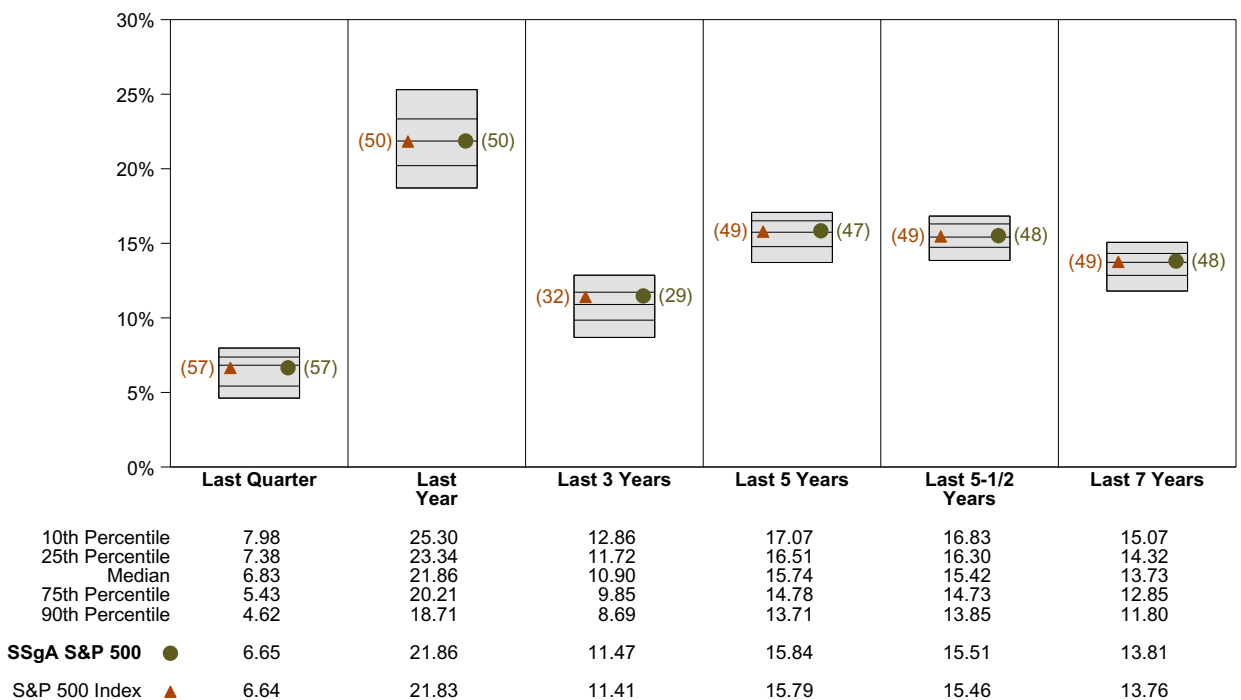 30%
25%
20%
15%
10%
5%
0%
(57) (57)
(50) (50)
(32) (29)
(49) (47)
(49) (48)
(49) (48)
Last Quarter Last Year Last 3 Years Last 5 Years Last 5-1/2 Years Last 7 Years
10th Percentile 7.98 25.30 12.86 17.07 16.83 15.07
25th Percentile 7.38 23.34 11.72 16.51 16.30 14.32
Median 6.83 21.86 10.90 15.74 15.42 13.73
75th Percentile 5.43 20.21 9.85 14.78 14.73 12.85
90th Percentile 4.62 18.71 8.69 13.71 13.85 11.80
SSgA S&P 500 6.65 21.86 11.47 15.84 15.51 13.81
S&P 500 Index 6.64 21.83 11.41 15.79 15.46 13.76